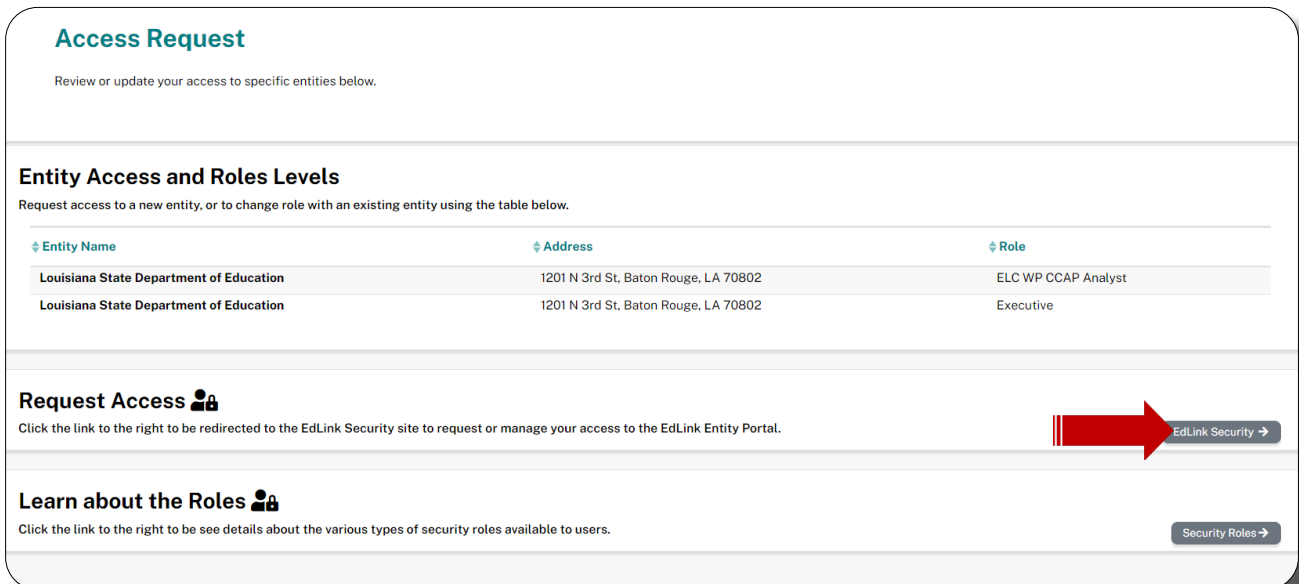 Access Request
Review or update your access to specific entities below.
Entity Access and Roles Levels
Request access to a new entity, or to change role with an existing entity using the table below.
Entity Name Address Role
Louisiana State Department of Education 1201 N 3rd St, Baton Rouge, LA 70802 ELC WP CCAP Analyst
Louisiana State Department of Education 1201 N 3rd St, Baton Rouge, LA 70802 Executive
Request Access
Click the link to the right to be redirected to the EdLink Security site to request or manage your access to the EdLink Entity Portal.
EdLink Security →
Learn about the Roles
Click the link to the right to be see details about the various types of security roles available to users.
Security Roles →